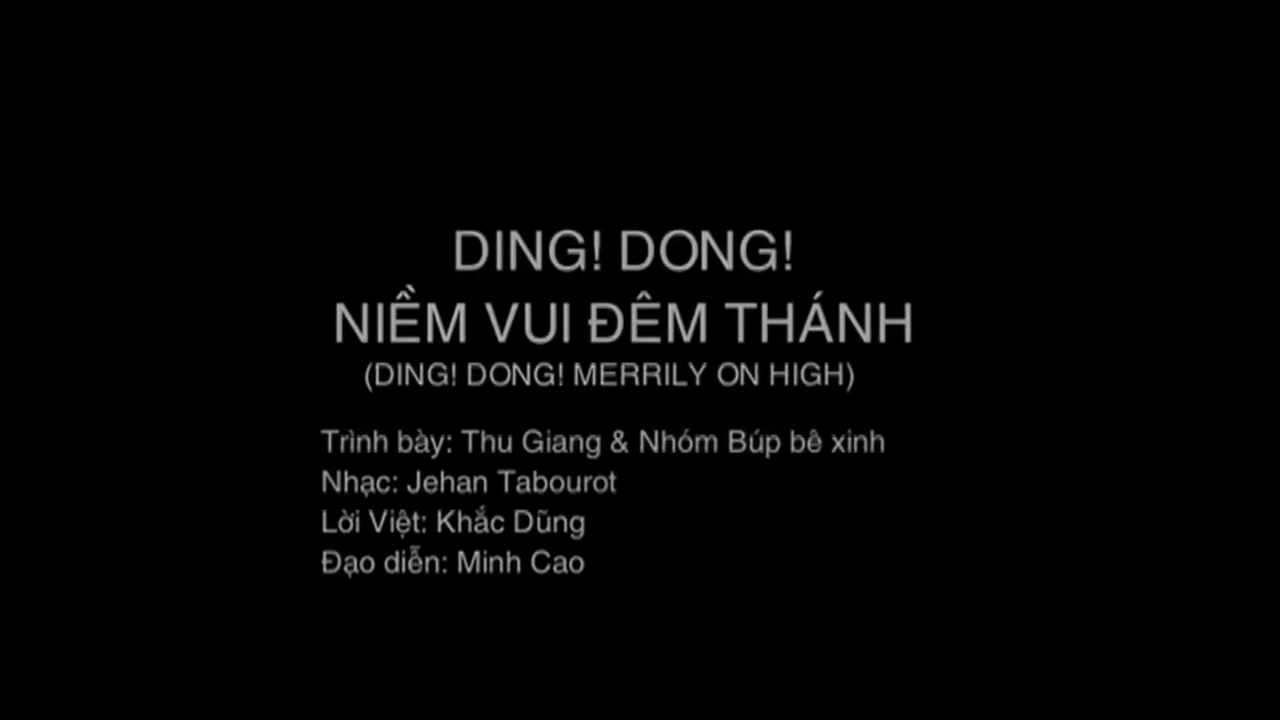 DING! DONG!
NIỀM VUI ĐÊM THÁNH
(DING! DONG! MERRILY ON HIGH)
Trình bày: Thu Giang & Nhóm Búp bê xinh
Nhạc: Jehan Tabourot
Lời Việt: Khắc Dũng
Đạo diễn: Minh Cao